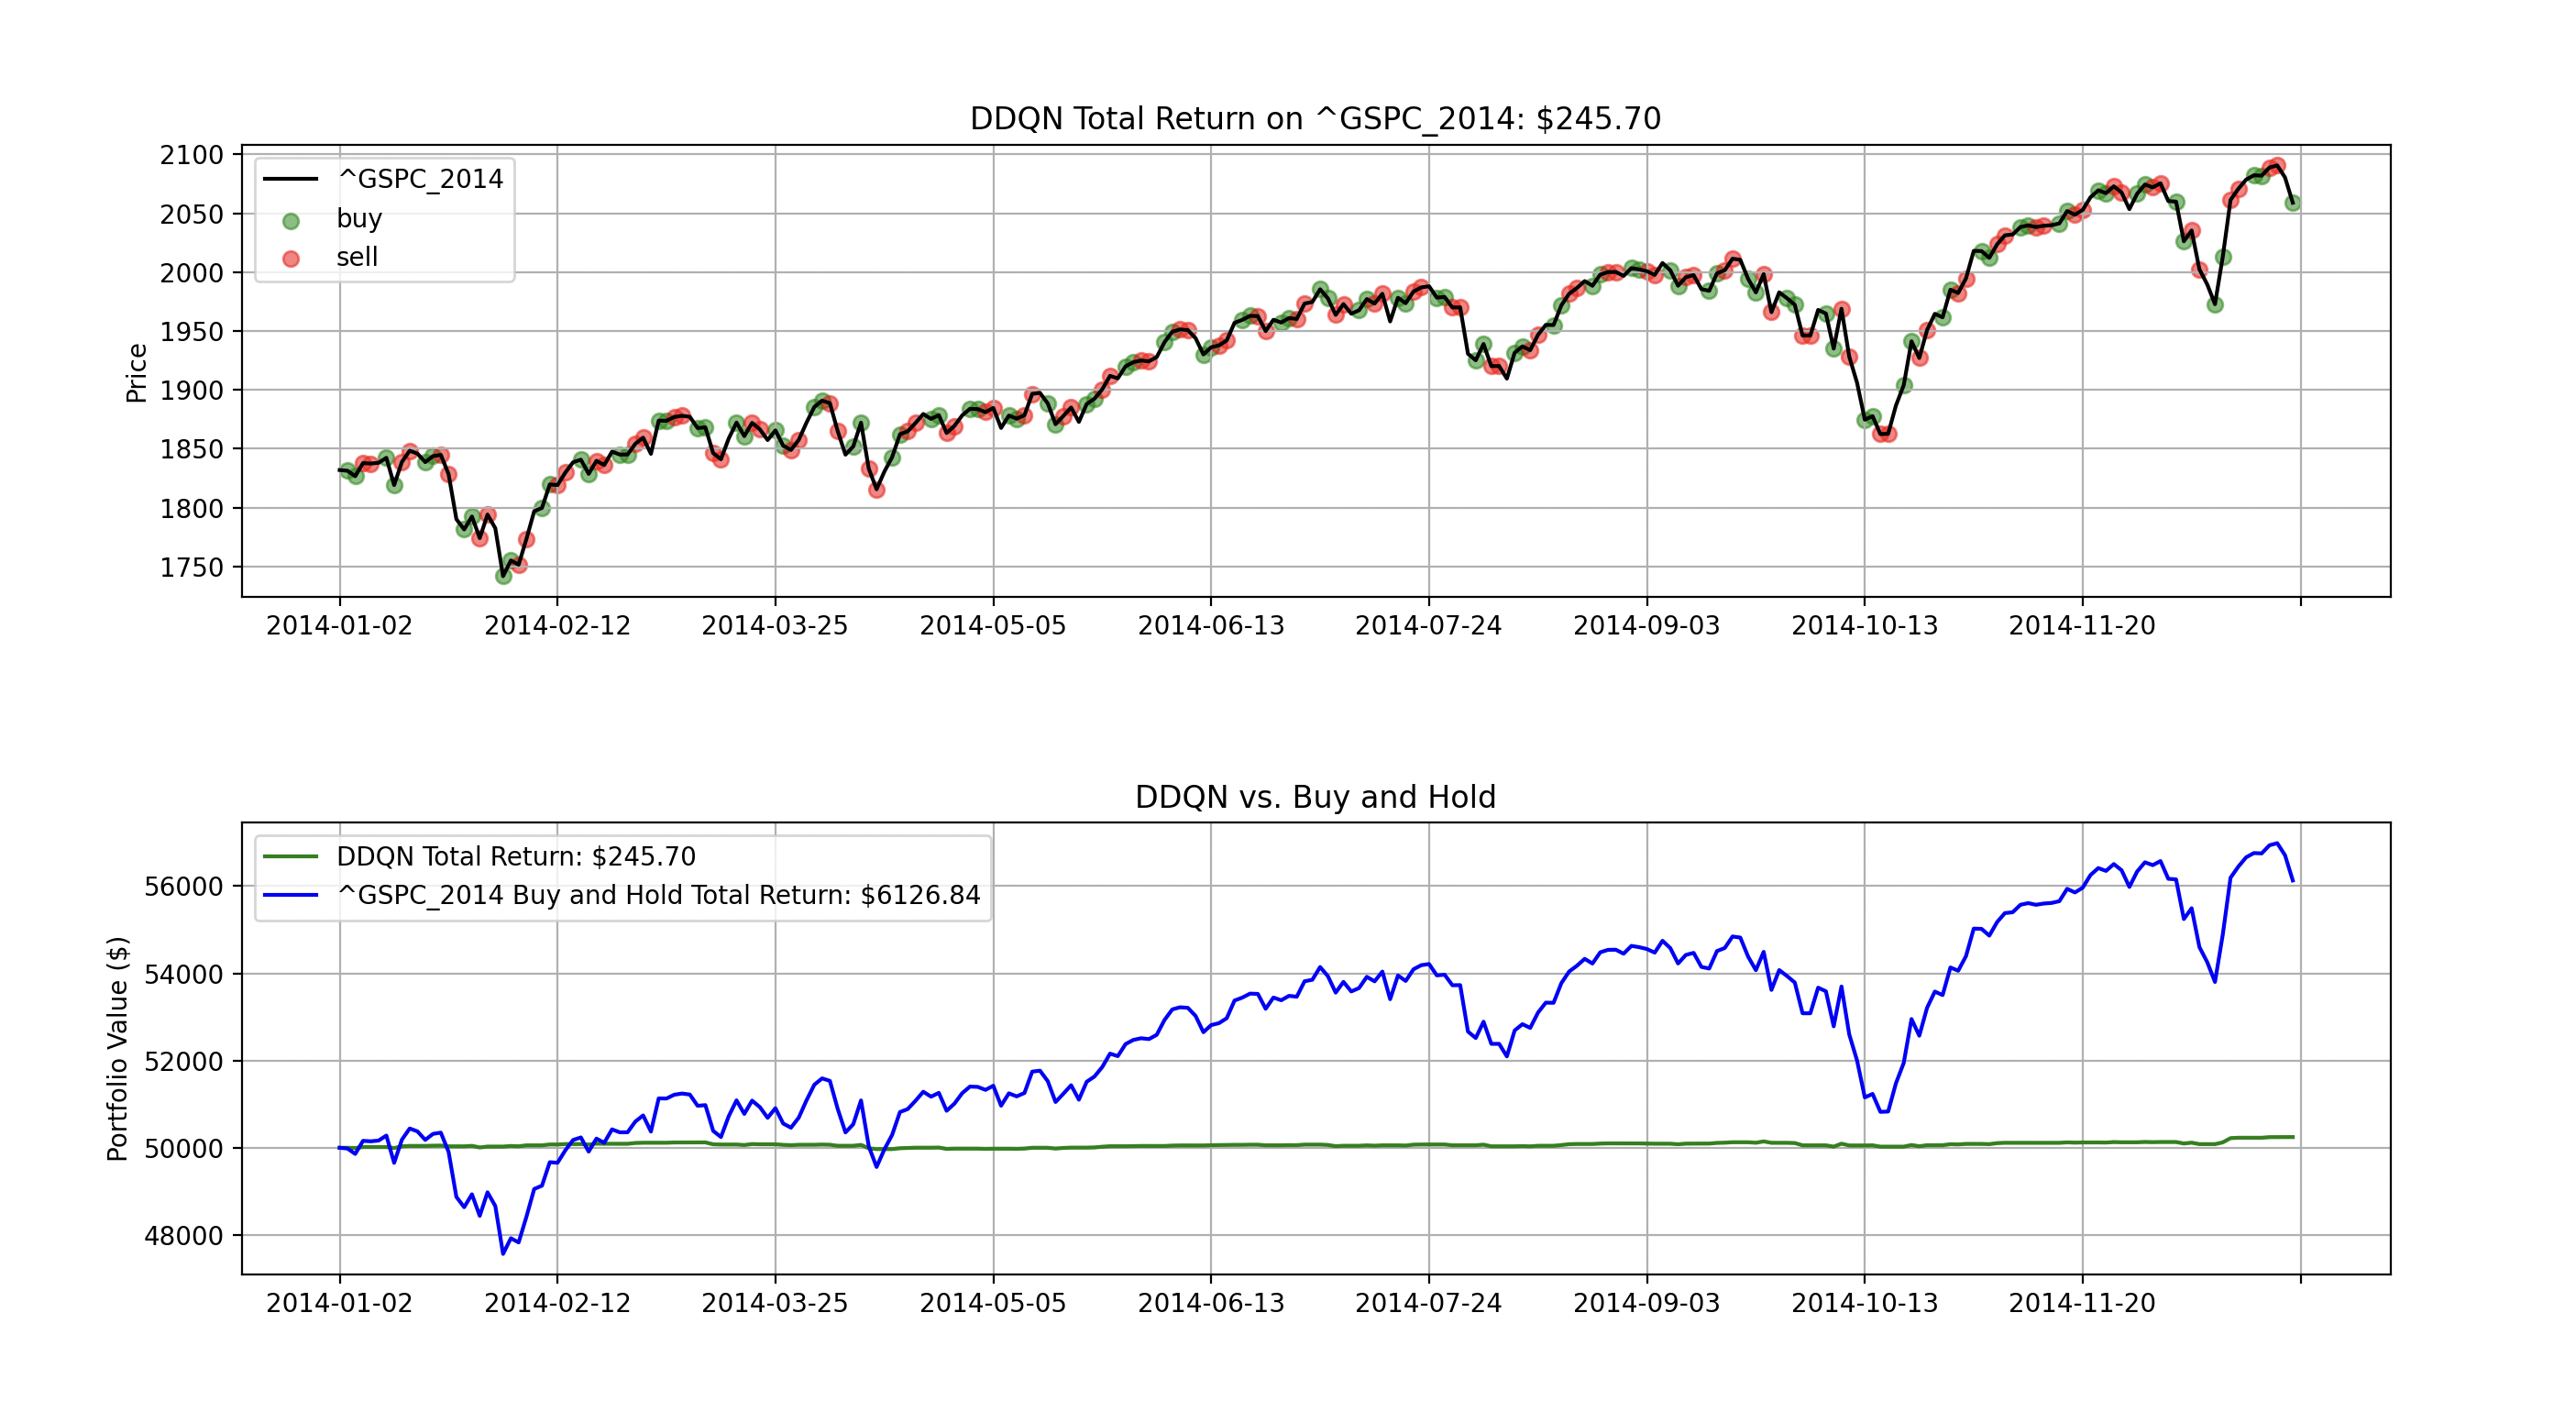 DDQN Total Return on ^GSPC_2014: $245.70
^GSPC_2014
buy
sell
Price
2100
2050
2000
1950
1900
1850
1800
1750
2014-01-02 2014-02-12 2014-03-25 2014-05-05 2014-06-13 2014-07-24 2014-09-03 2014-10-13 2014-11-20
DDQN vs. Buy and Hold
DDQN Total Return: $245.70
^GSPC_2014 Buy and Hold Total Return: $6126.84
Portfolio Value ($)
56000
54000
52000
50000
48000
2014-01-02 2014-02-12 2014-03-25 2014-05-05 2014-06-13 2014-07-24 2014-09-03 2014-10-13 2014-11-20